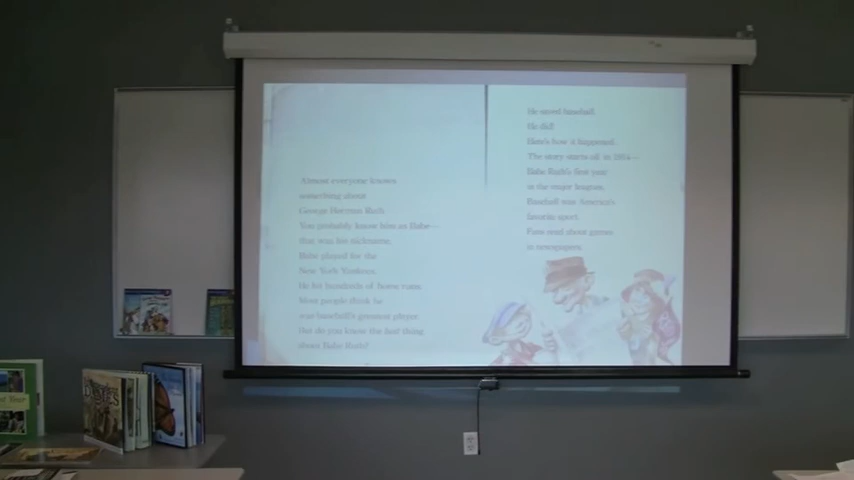 Almost everyone knows
something about
George Herman Ruth.
You probably know him as Babe—
that was his nickname.
Babe played for the
New York Yankees.
He hit hundreds of home runs.
Most people think he
was baseball's greatest player.
But do you know the best thing
about Babe Ruth?
He saved baseball.
He did!
Here's how it happened.
The story starts off in 1914—
Babe Ruth's first year
in the major leagues.
Baseball was America's
favorite sport.
Fans read about games
in newspapers.